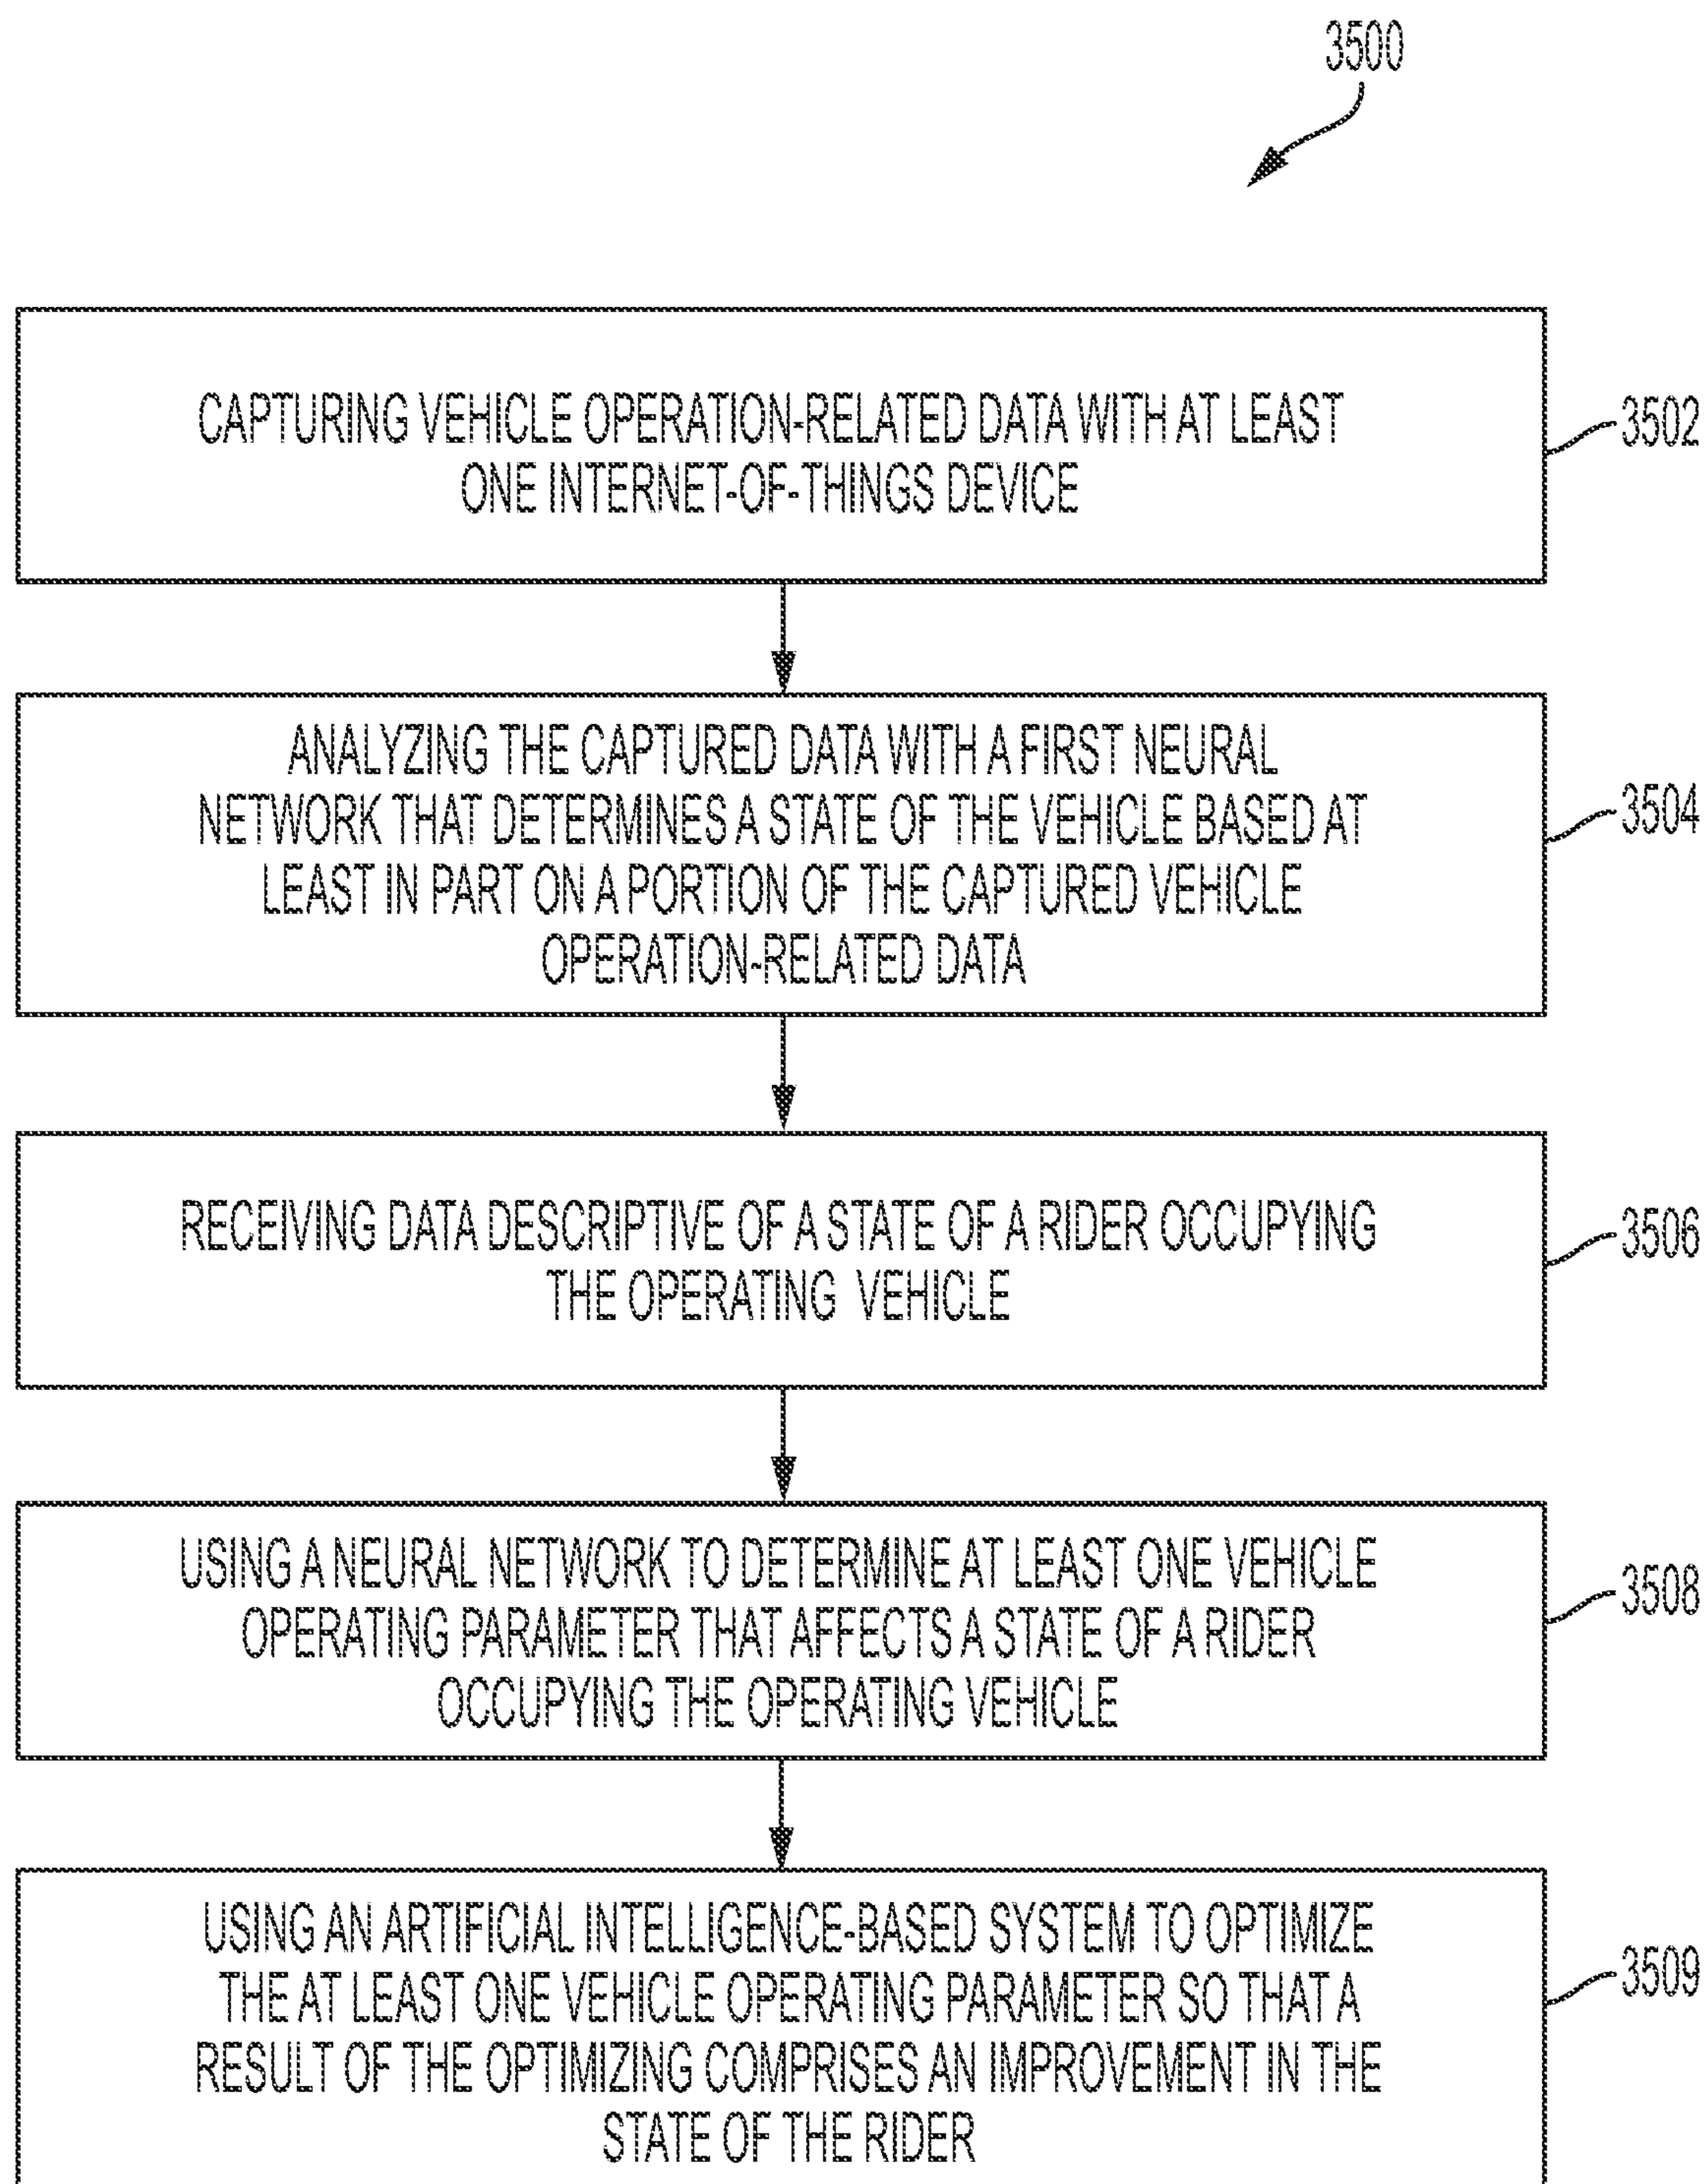 3500
CAPTURING VEHICLE OPERATION-RELATED DATA WITH AT LEAST
ONE INTERNET-OF-THINGS DEVICE
3502
ANALYZING THE CAPTURED DATA WITH A FIRST NEURAL
NETWORK THAT DETERMINES A STATE OF THE VEHICLE BASED AT
LEAST IN PART ON A PORTION OF THE CAPTURED VEHICLE
OPERATION-RELATED DATA
3504
RECEIVING DATA DESCRIPTIVE OF A STATE OF A RIDER OCCUPYING
THE OPERATING VEHICLE
3506
USING A NEURAL NETWORK TO DETERMINE AT LEAST ONE VEHICLE
OPERATING PARAMETER THAT AFFECTS A STATE OF A RIDER
OCCUPYING THE OPERATING VEHICLE
3508
USING AN ARTIFICIAL INTELLIGENCE-BASED SYSTEM TO OPTIMIZE
THE AT LEAST ONE VEHICLE OPERATING PARAMETER SO THAT A
RESULT OF THE OPTIMIZING COMPRISES AN IMPROVEMENT IN THE
STATE OF THE RIDER
3509